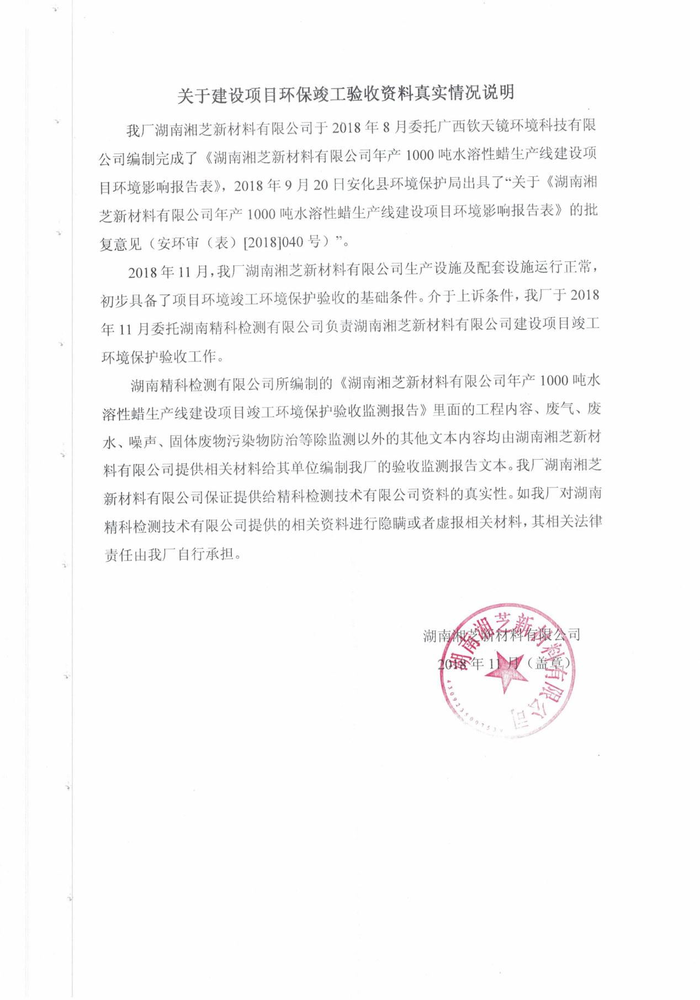 关于建设项目环保竣工验收资料真实情况说明
我厂湖南湘芝新材料有限公司于 2018 年 8 月委托广西钦天镜环境科技有限
公司编制完成了《湖南湘芝新材料有限公司年产 1000 吨水溶性蜡生产线建设项
目环境影响报告表》，2018 年 9 月 20 日安化县环境保护局出具了“关于《湖南湘
芝新材料有限公司年产 1000 吨水溶性蜡生产线建设项目环境影响报告表》的批
复意见（安环审（表）[2018]040 号）”。
2018 年 11 月，我厂湖南湘芝新材料有限公司生产设施及配套设施运行正常，
初步具备了项目环境竣工环境保护验收的基础条件。介于上诉条件，我厂于 2018
年 11 月委托湖南精科检测有限公司负责湖南湘芝新材料有限公司建设项目竣工
环境保护验收工作。
湖南精科检测有限公司所编制的《湖南湘芝新材料有限公司年产 1000 吨水
溶性蜡生产线建设项目竣工环境保护验收监测报告》里面的工程内容、废气、废
水、噪声、固体废物污染物防治等除监测以外的其他文本内容均由湖南湘芝新材
料有限公司提供相关材料给其单位编制我厂的验收监测报告文本。我厂湖南湘芝
新材料有限公司保证提供给精科检测技术有限公司资料的真实性。如我厂对湖南
精科检测技术有限公司提供的相关资料进行隐瞒或者虚报相关材料，其相关法律
责任由我厂自行承担。
湖南湘芝新材料有限公司
2018 年 11 月（盖章）
湖南湘芝新材料有限公司